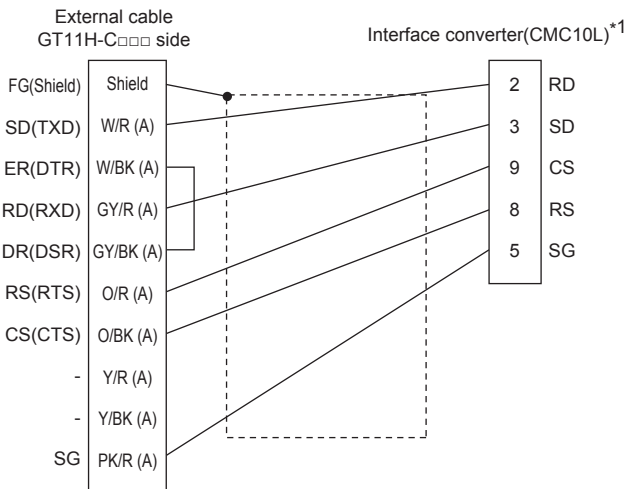 External cable
GT11H-C□□□ side
Interface converter(CMC10L)*1
FG(Shield) Shield
SD(TXD) W/R (A)
ER(DTR) W/BK (A)
RD(RXD) GY/R (A)
DR(DSR) GY/BK (A)
RS(RTS) O/R (A)
CS(CTS) O/BK (A)
- Y/R (A)
- Y/BK (A)
SG PK/R (A)
2 RD
3 SD
9 CS
8 RS
5 SG